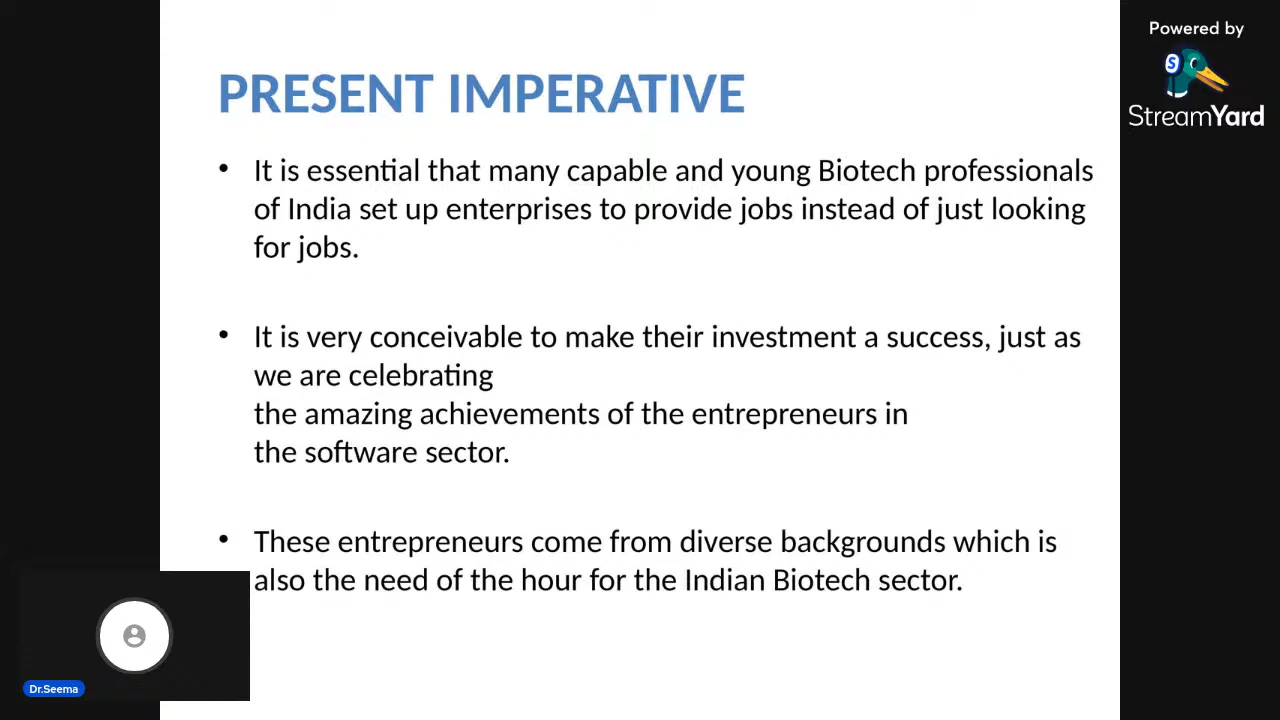 PRESENT IMPERATIVE
• It is essential that many capable and young Biotech professionals
of India set up enterprises to provide jobs instead of just looking
for jobs.
• It is very conceivable to make their investment a success, just as
we are celebrating
the amazing achievements of the entrepreneurs in
the software sector.
• These entrepreneurs come from diverse backgrounds which is
also the need of the hour for the Indian Biotech sector.
Dr.Seema
Powered by
S
StreamYard